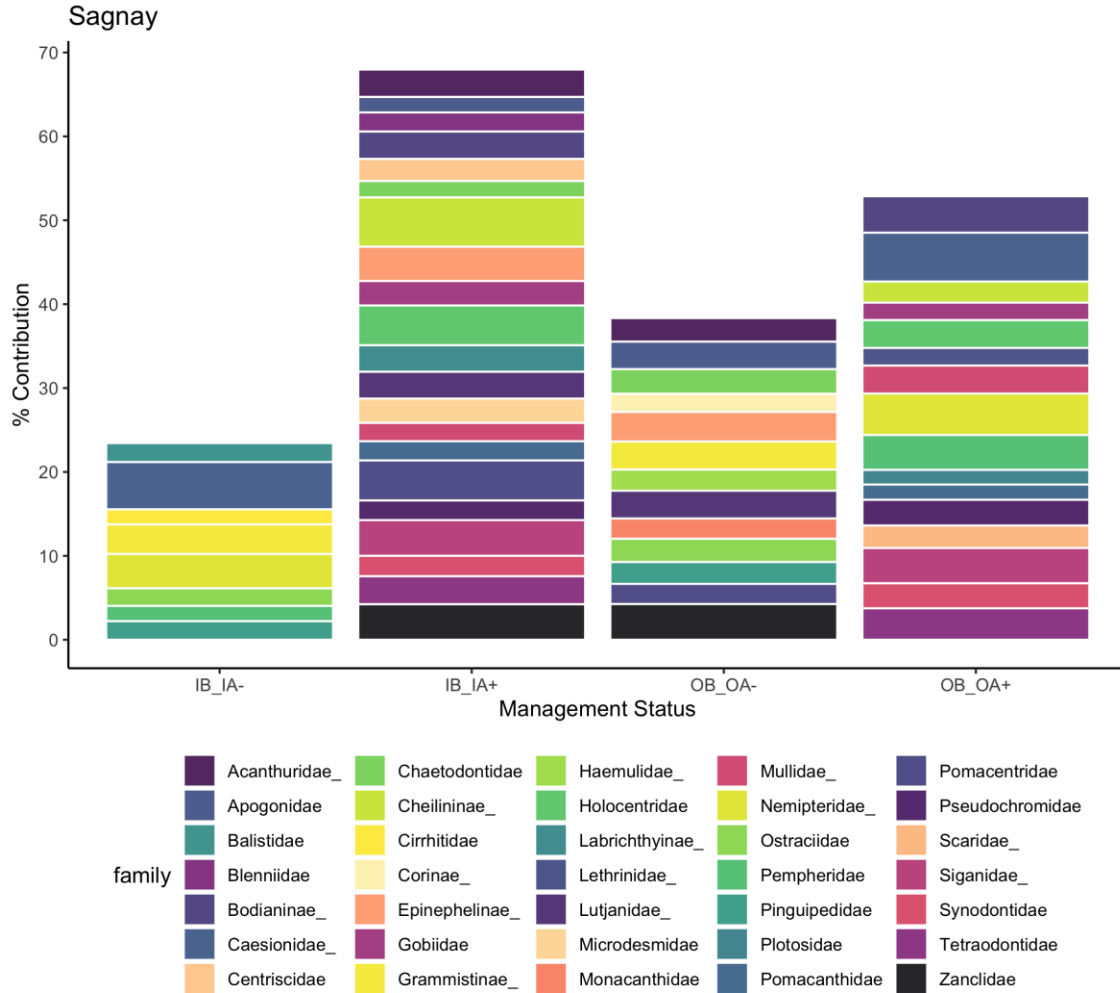 Sagnay
70
60
50
40
30
20
10
0
% Contribution
IB_IA- IB_IA+ OB_OA- OB_OA+
Management Status
family
Acanthuridae_ Chaetodontidae Haemulidae_ Mullidae_ Pomacentridae
Apogonidae Cheilininae_ Holocentridae Nemipteridae_ Pseudochromidae
Balistidae Cirrhitidae Labrichthyinae_ Ostraciidae Scaridae_
Blenniidae Corinae_ Lethrinidae_ Pempheridae Siganidae_
Bodianinae_ Epinephelinae_ Lutjanidae_ Pinguipedidae Synodontidae
Caesionidae_ Gobiidae Microdesmidae Plotosidae Tetraodontidae
Centriscidae Grammistinae_ Monacanthidae Pomacanthidae Zanclidae